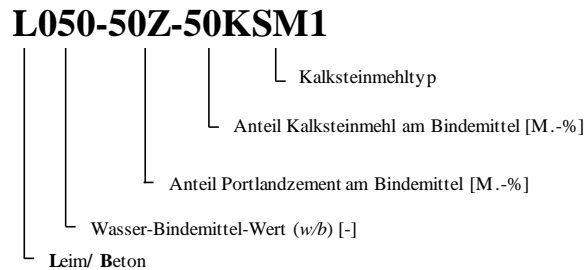 L050-50Z-50KSM1
Kalksteinmehltyp
Anteil Kalksteinmehl am Bindemittel [M.-%]
Anteil Portlandzement am Bindemittel [M.-%]
Wasser-Bindemittel-Wert (w/b) [-]
Leim/ Beton